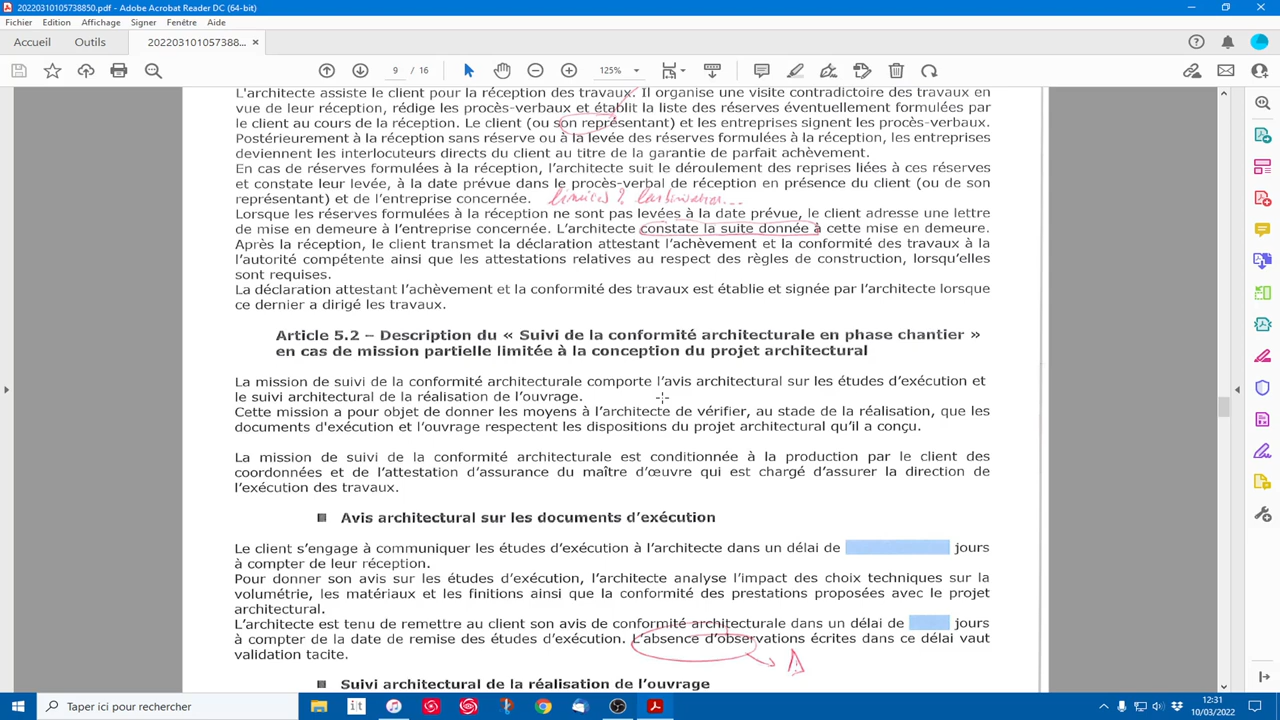 20220310105738850.pdf - Adobe Acrobat Reader DC (64-bit)
Fichier Edition Affichage Signer Fenêtre Aide
Accueil Outils 202203101057388... ×
9 / 16 125%
L'architecte assiste le client pour la réception des travaux. Il organise une visite contradictoire des travaux en
vue de leur réception, rédige les procès-verbaux et établit la liste des réserves éventuellement formulées par
le client au cours de la réception. Le client (ou son représentant) et les entreprises signent les procès-verbaux.
Postérieurement à la réception sans réserve ou à la levée des réserves formulées à la réception, les entreprises
deviennent les interlocuteurs directs du client au titre de la garantie de parfait achèvement.
En cas de réserves formulées à la réception, l'architecte suit le déroulement des reprises liées à ces réserves
et constate leur levée, à la date prévue dans le procès-verbal de réception en présence du client (ou de son
représentant) et de l'entreprise concernée.
Lorsque les réserves formulées à la réception ne sont pas levées à la date prévue, le client adresse une lettre
de mise en demeure à l'entreprise concernée. L'architecte constate la suite donnée à cette mise en demeure.
Après la réception, le client transmet la déclaration attestant l'achèvement et la conformité des travaux à la
l'autorité compétente ainsi que les attestations relatives au respect des règles de construction, lorsqu'elles
sont requises.
La déclaration attestant l'achèvement et la conformité des travaux est établie et signée par l'architecte lorsque
ce dernier a dirigé les travaux.
Article 5.2 – Description du « Suivi de la conformité architecturale en phase chantier »
en cas de mission partielle limitée à la conception du projet architectural
La mission de suivi de la conformité architecturale comporte l'avis architectural sur les études d'exécution et
le suivi architectural de la réalisation de l'ouvrage.
Cette mission a pour objet de donner les moyens à l'architecte de vérifier, au stade de la réalisation, que les
documents d'exécution et l'ouvrage respectent les dispositions du projet architectural qu'il a conçu.
La mission de suivi de la conformité architecturale est conditionnée à la production par le client des
coordonnées et de l'attestation d'assurance du maître d'œuvre qui est chargé d'assurer la direction de
l'exécution des travaux.
Avis architectural sur les documents d'exécution
Le client s'engage à communiquer les études d'exécution à l'architecte dans un délai de jours
à compter de leur réception.
Pour donner son avis sur les études d'exécution, l'architecte analyse l'impact des choix techniques sur la
volumétrie, les matériaux et les finitions ainsi que la conformité des prestations proposées avec le projet
architectural.
L'architecte est tenu de remettre au client son avis de conformité architecturale dans un délai de jours
à compter de la date de remise des études d'exécution. L'absence d'observations écrites dans ce délai vaut
validation tacite.
Suivi architectural de la réalisation de l'ouvrage
Taper ici pour rechercher
it
12:31
10/03/2022